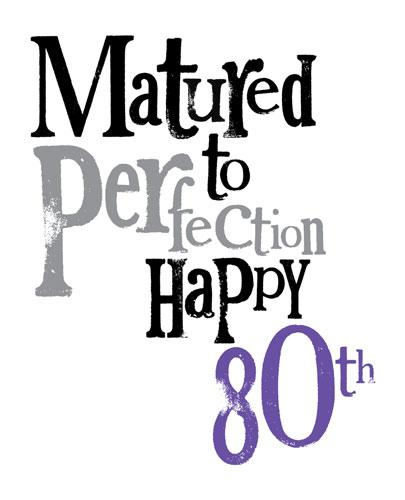 Matured
to
Perfection
Happy
80th